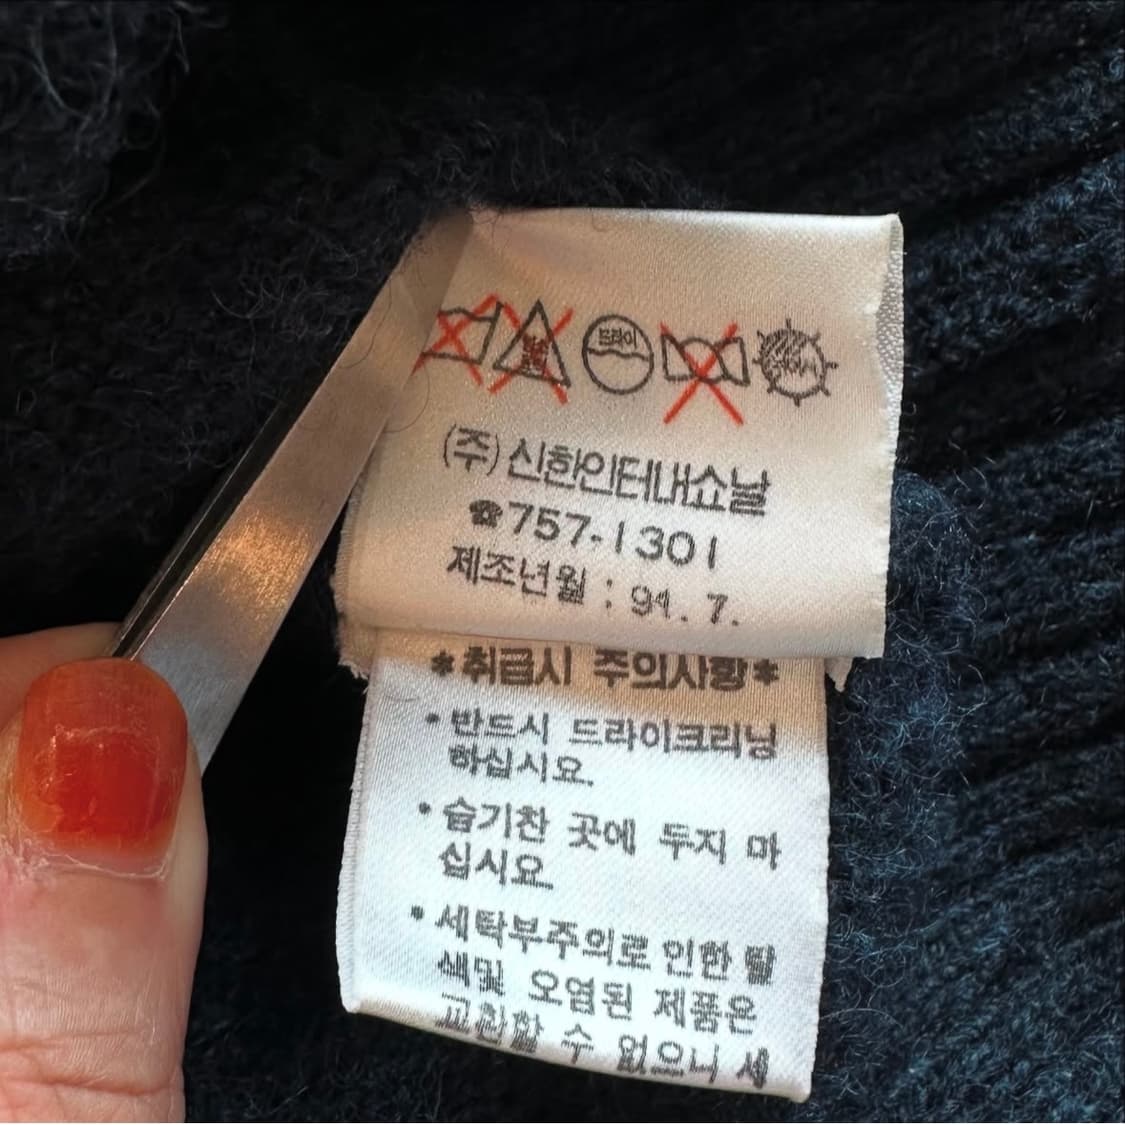 드라이
(주)신한인테내쇼날
☎757-1301
제조년월 : 94. 7.
*취급시 주의사항*
• 반드시 드라이크리닝
하십시요.
• 습기찬 곳에 두지 마
십시요.
• 세탁부주의로 인한 탈
색및 오염된 제품은
교환할 수 없으니 세